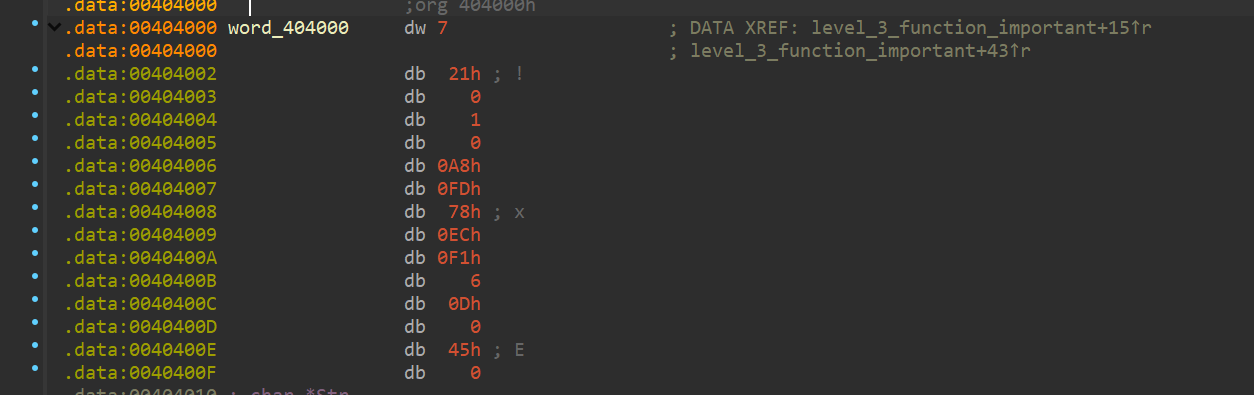 .data:00404000 ;org 404000h
.data:00404000 word_404000 dw 7 ; DATA XREF: level_3_function_important+15↑r
.data:00404000 ; level_3_function_important+43↑r
.data:00404002 db 21h ; !
.data:00404003 db 0
.data:00404004 db 1
.data:00404005 db 0
.data:00404006 db 0A8h
.data:00404007 db 0FDh
.data:00404008 db 78h ; x
.data:00404009 db 0ECh
.data:0040400A db 0F1h
.data:0040400B db 6
.data:0040400C db 0Dh
.data:0040400D db 0
.data:0040400E db 45h ; E
.data:0040400F db 0
.data:00404010 ; char *Str